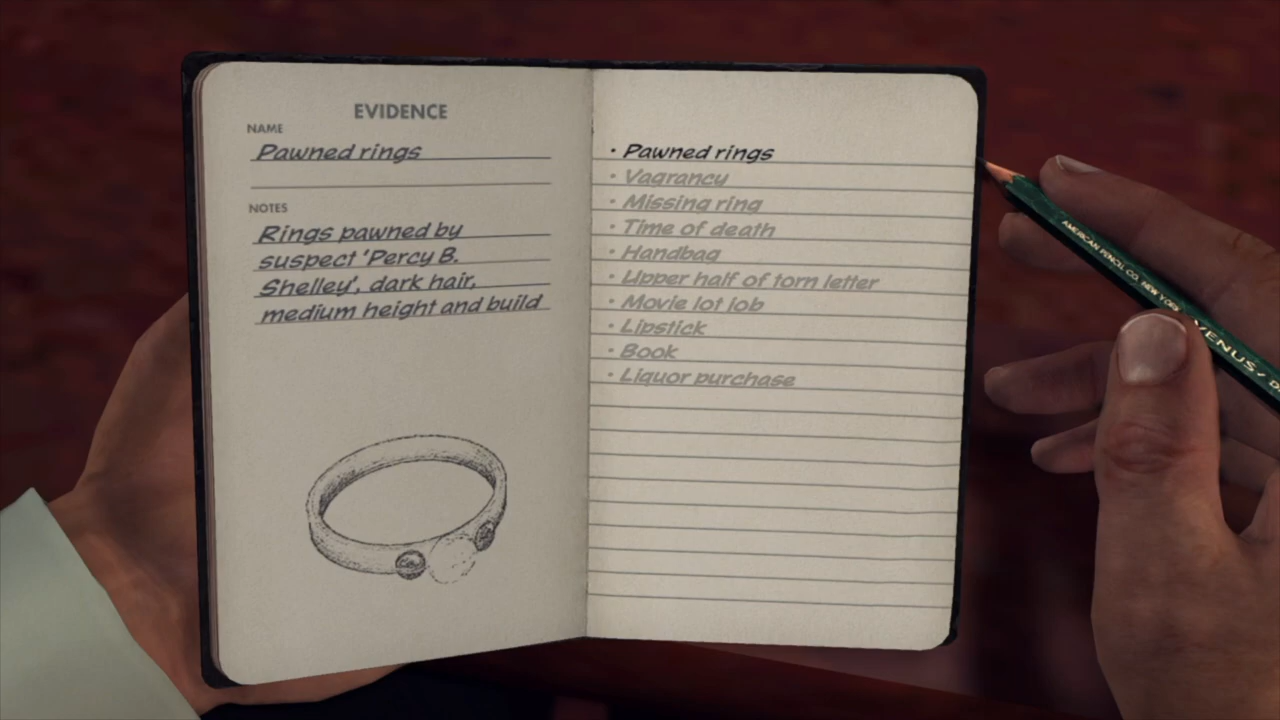 EVIDENCE
NAME
Pawned rings
NOTES
Rings pawned by
suspect 'Percy B.
Shelley', dark hair,
medium height and build
• Pawned rings
• Vagrancy
• Missing ring
• Time of death
• Handbag
• Upper half of torn letter
• Movie lot job
• Lipstick
• Book
• Liquor purchase
AMERICAN PENCIL CO. NEW YORK
VENUS